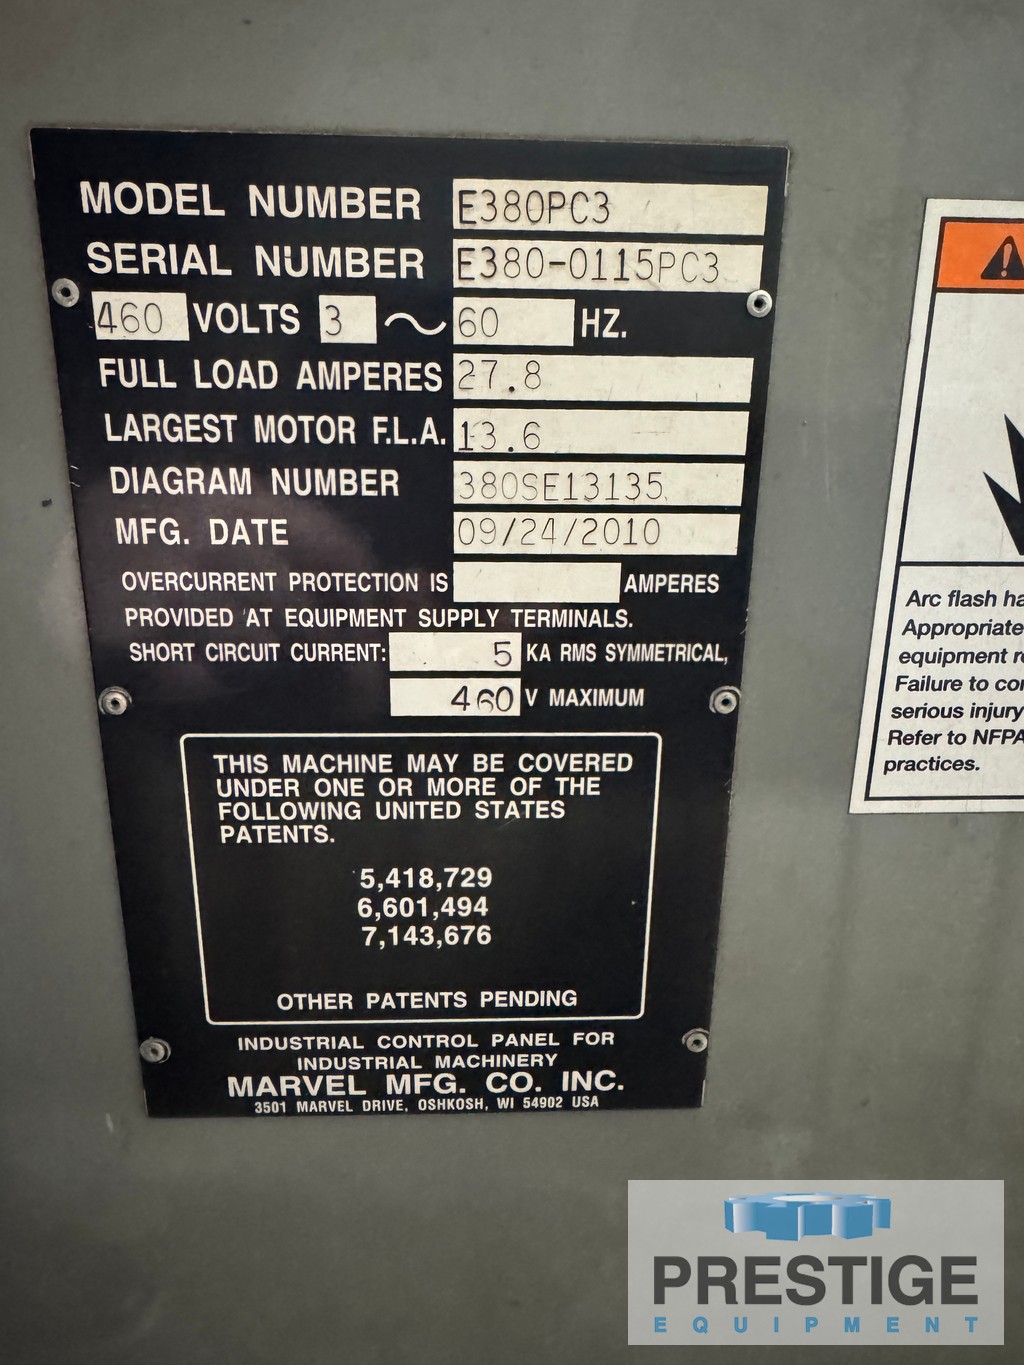 MODEL NUMBER E380PC3
SERIAL NUMBER E380-0115PC3
460 VOLTS 3 ~ 60 HZ.
FULL LOAD AMPERES 27.8
LARGEST MOTOR F.L.A. 13.6
DIAGRAM NUMBER 380SE13135
MFG. DATE 09/24/2010
OVERCURRENT PROTECTION IS AMPERES
PROVIDED AT EQUIPMENT SUPPLY TERMINALS.
SHORT CIRCUIT CURRENT: 5 KA RMS SYMMETRICAL,
460 V MAXIMUM
THIS MACHINE MAY BE COVERED
UNDER ONE OR MORE OF THE
FOLLOWING UNITED STATES
PATENTS.
5,418,729
6,601,494
7,143,676
OTHER PATENTS PENDING
INDUSTRIAL CONTROL PANEL FOR
INDUSTRIAL MACHINERY
MARVEL MFG. CO. INC.
3501 MARVEL DRIVE, OSHKOSH, WI 54902 USA
Arc flash
Appropriate
equipment
Failure to
serious injury
Refer to NFPA
practices.
PRESTIGE
EQUIPMENT